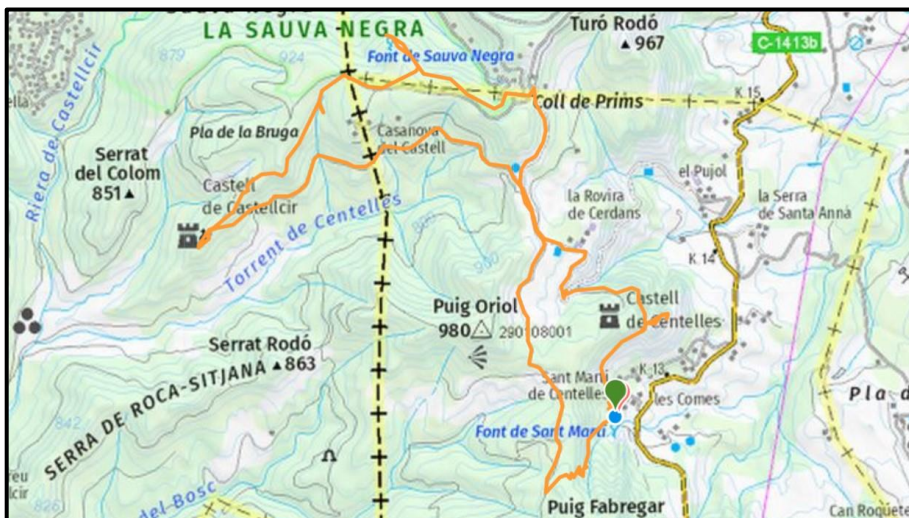 LA SAUVA NEGRA
Turó Rodó
967
C-1413b
879
924
Font de Sauva Negra
Riera de Castellcir
Coll de Prims
K 15
Pla de la Bruga
Casanova
del Castell
Serrat
del Colom
851
Castell
de Castellcir
Torrent de Centelles
la Rovira
de Cerdans
el Pujol
la Serra
de Santa Anna
K 14
990
Puig Oriol
980
290108001
Castell
de Centelles
Serrat Rodó
863
SERRA DE ROCA-SITJANA
K-13
Sant Martí
de Centelles
les Comes
Pla d
842
Font de Sant Martí
del Bosc
Puig Fabregar
Can Roquete